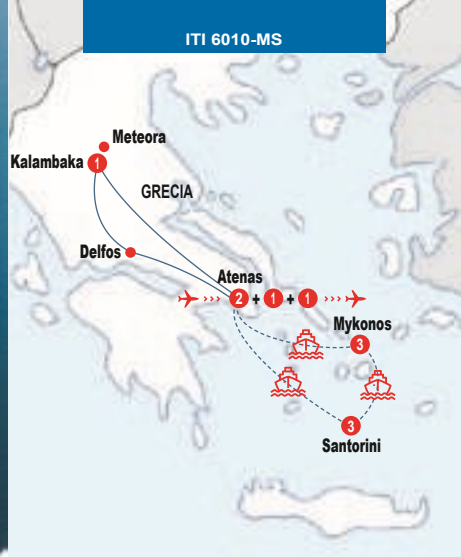 ITI 6010-MS
Meteora
Kalambaka 1
GRECIA
Delfos
Atenas
2 + 1 + 1
Mykonos
3
3
Santorini